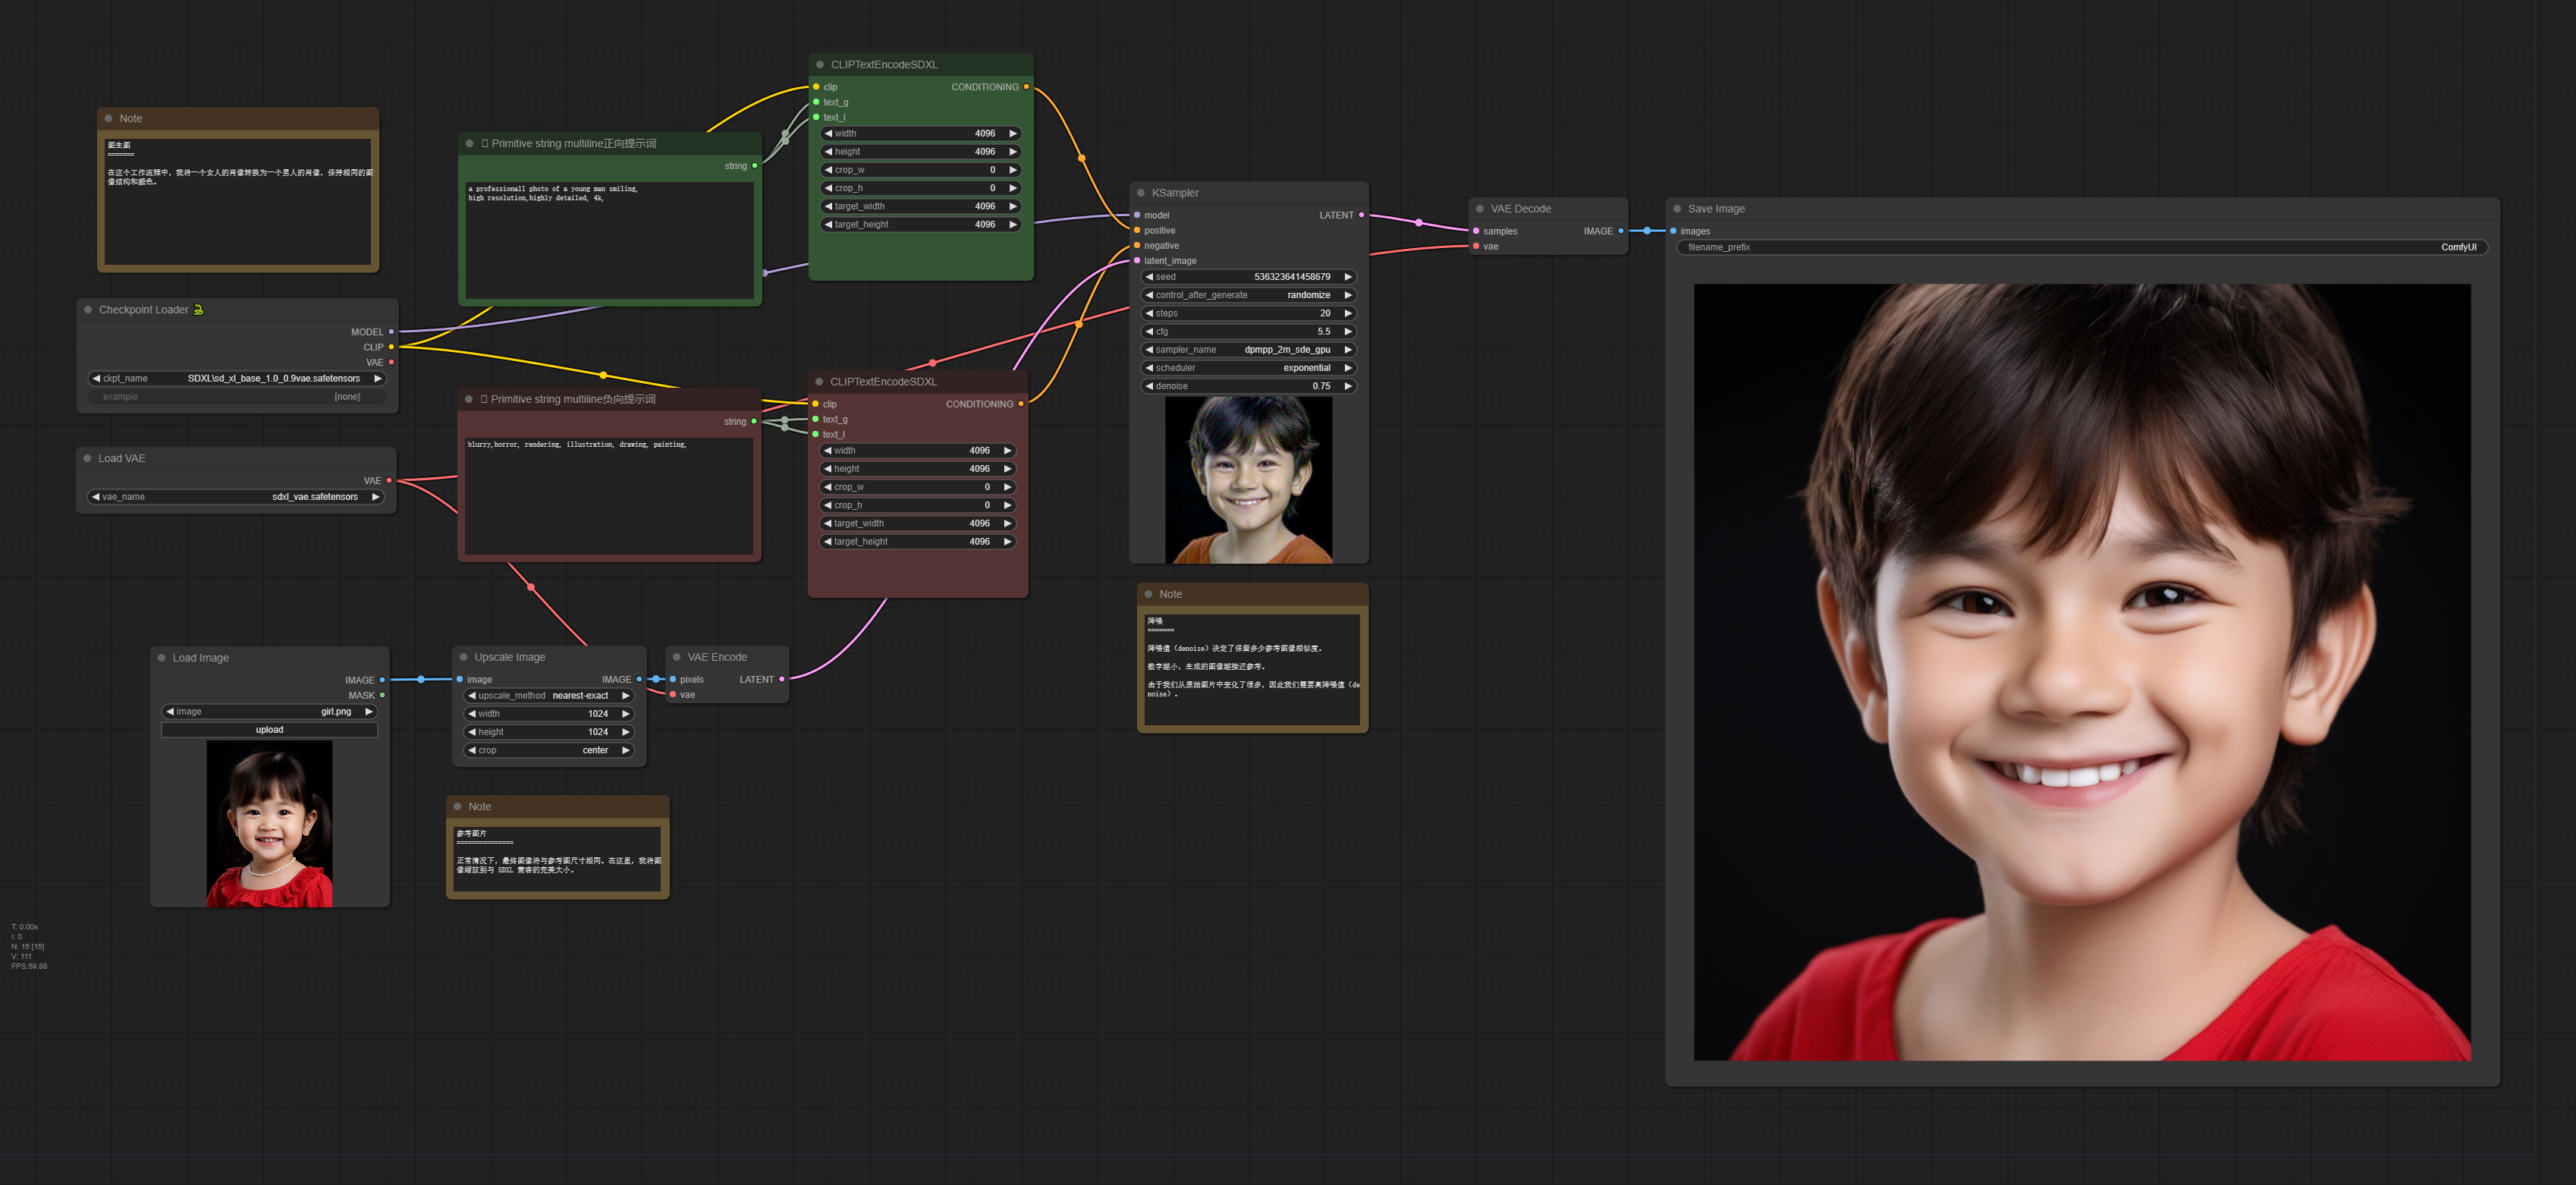 Note
图生图
=======
在这个工作流程中，我将一个女人的肖像转换为一个男人的肖像，保持相同的图
像结构和颜色。
Checkpoint Loader 🐍
MODEL
CLIP
VAE
ckpt_name SDXL\sd_xl_base_1.0_0.9vae.safetensors
example [none]
Load VAE
VAE
vae_name sdxl_vae.safetensors
Primitive string multiline正向提示词
string
a professionall photo of a young man smiling,
high resolution,highly detailed, 4k,
Primitive string multiline负向提示词
string
blurry,horror, rendering, illustration, drawing, painting,
CLIPTextEncodeSDXL
clip CONDITIONING
text_g
text_l
width 4096
height 4096
crop_w 0
crop_h 0
target_width 4096
target_height 4096
CLIPTextEncodeSDXL
clip CONDITIONING
text_g
text_l
width 4096
height 4096
crop_w 0
crop_h 0
target_width 4096
target_height 4096
Load Image
IMAGE
MASK
image girl.png
upload
Upscale Image
image IMAGE
upscale_method nearest-exact
width 1024
height 1024
crop center
VAE Encode
pixels LATENT
vae
Note
参考图片
===============
正常情况下，最终图像将与参考图尺寸相同。在这里，我将图
像缩放到与 SDXL 兼容的完美大小。
KSampler
model LATENT
positive
negative
latent_image
seed 536323641458679
control_after_generate randomize
steps 20
cfg 5.5
sampler_name dpmpp_2m_sde_gpu
scheduler exponential
denoise 0.75
Note
降噪
=======
降噪值（denoise）决定了保留多少参考图像相似度。
数字越小，生成的图像越接近参考。
由于我们从原始图片中变化了很多，因此我们需要高降噪值（de
noise）。
VAE Decode
samples IMAGE
vae
Save Image
images
filename_prefix ComfyUI
T: 0.00s
I: 0
N: 15 [15]
V: 111
FPS:59.88